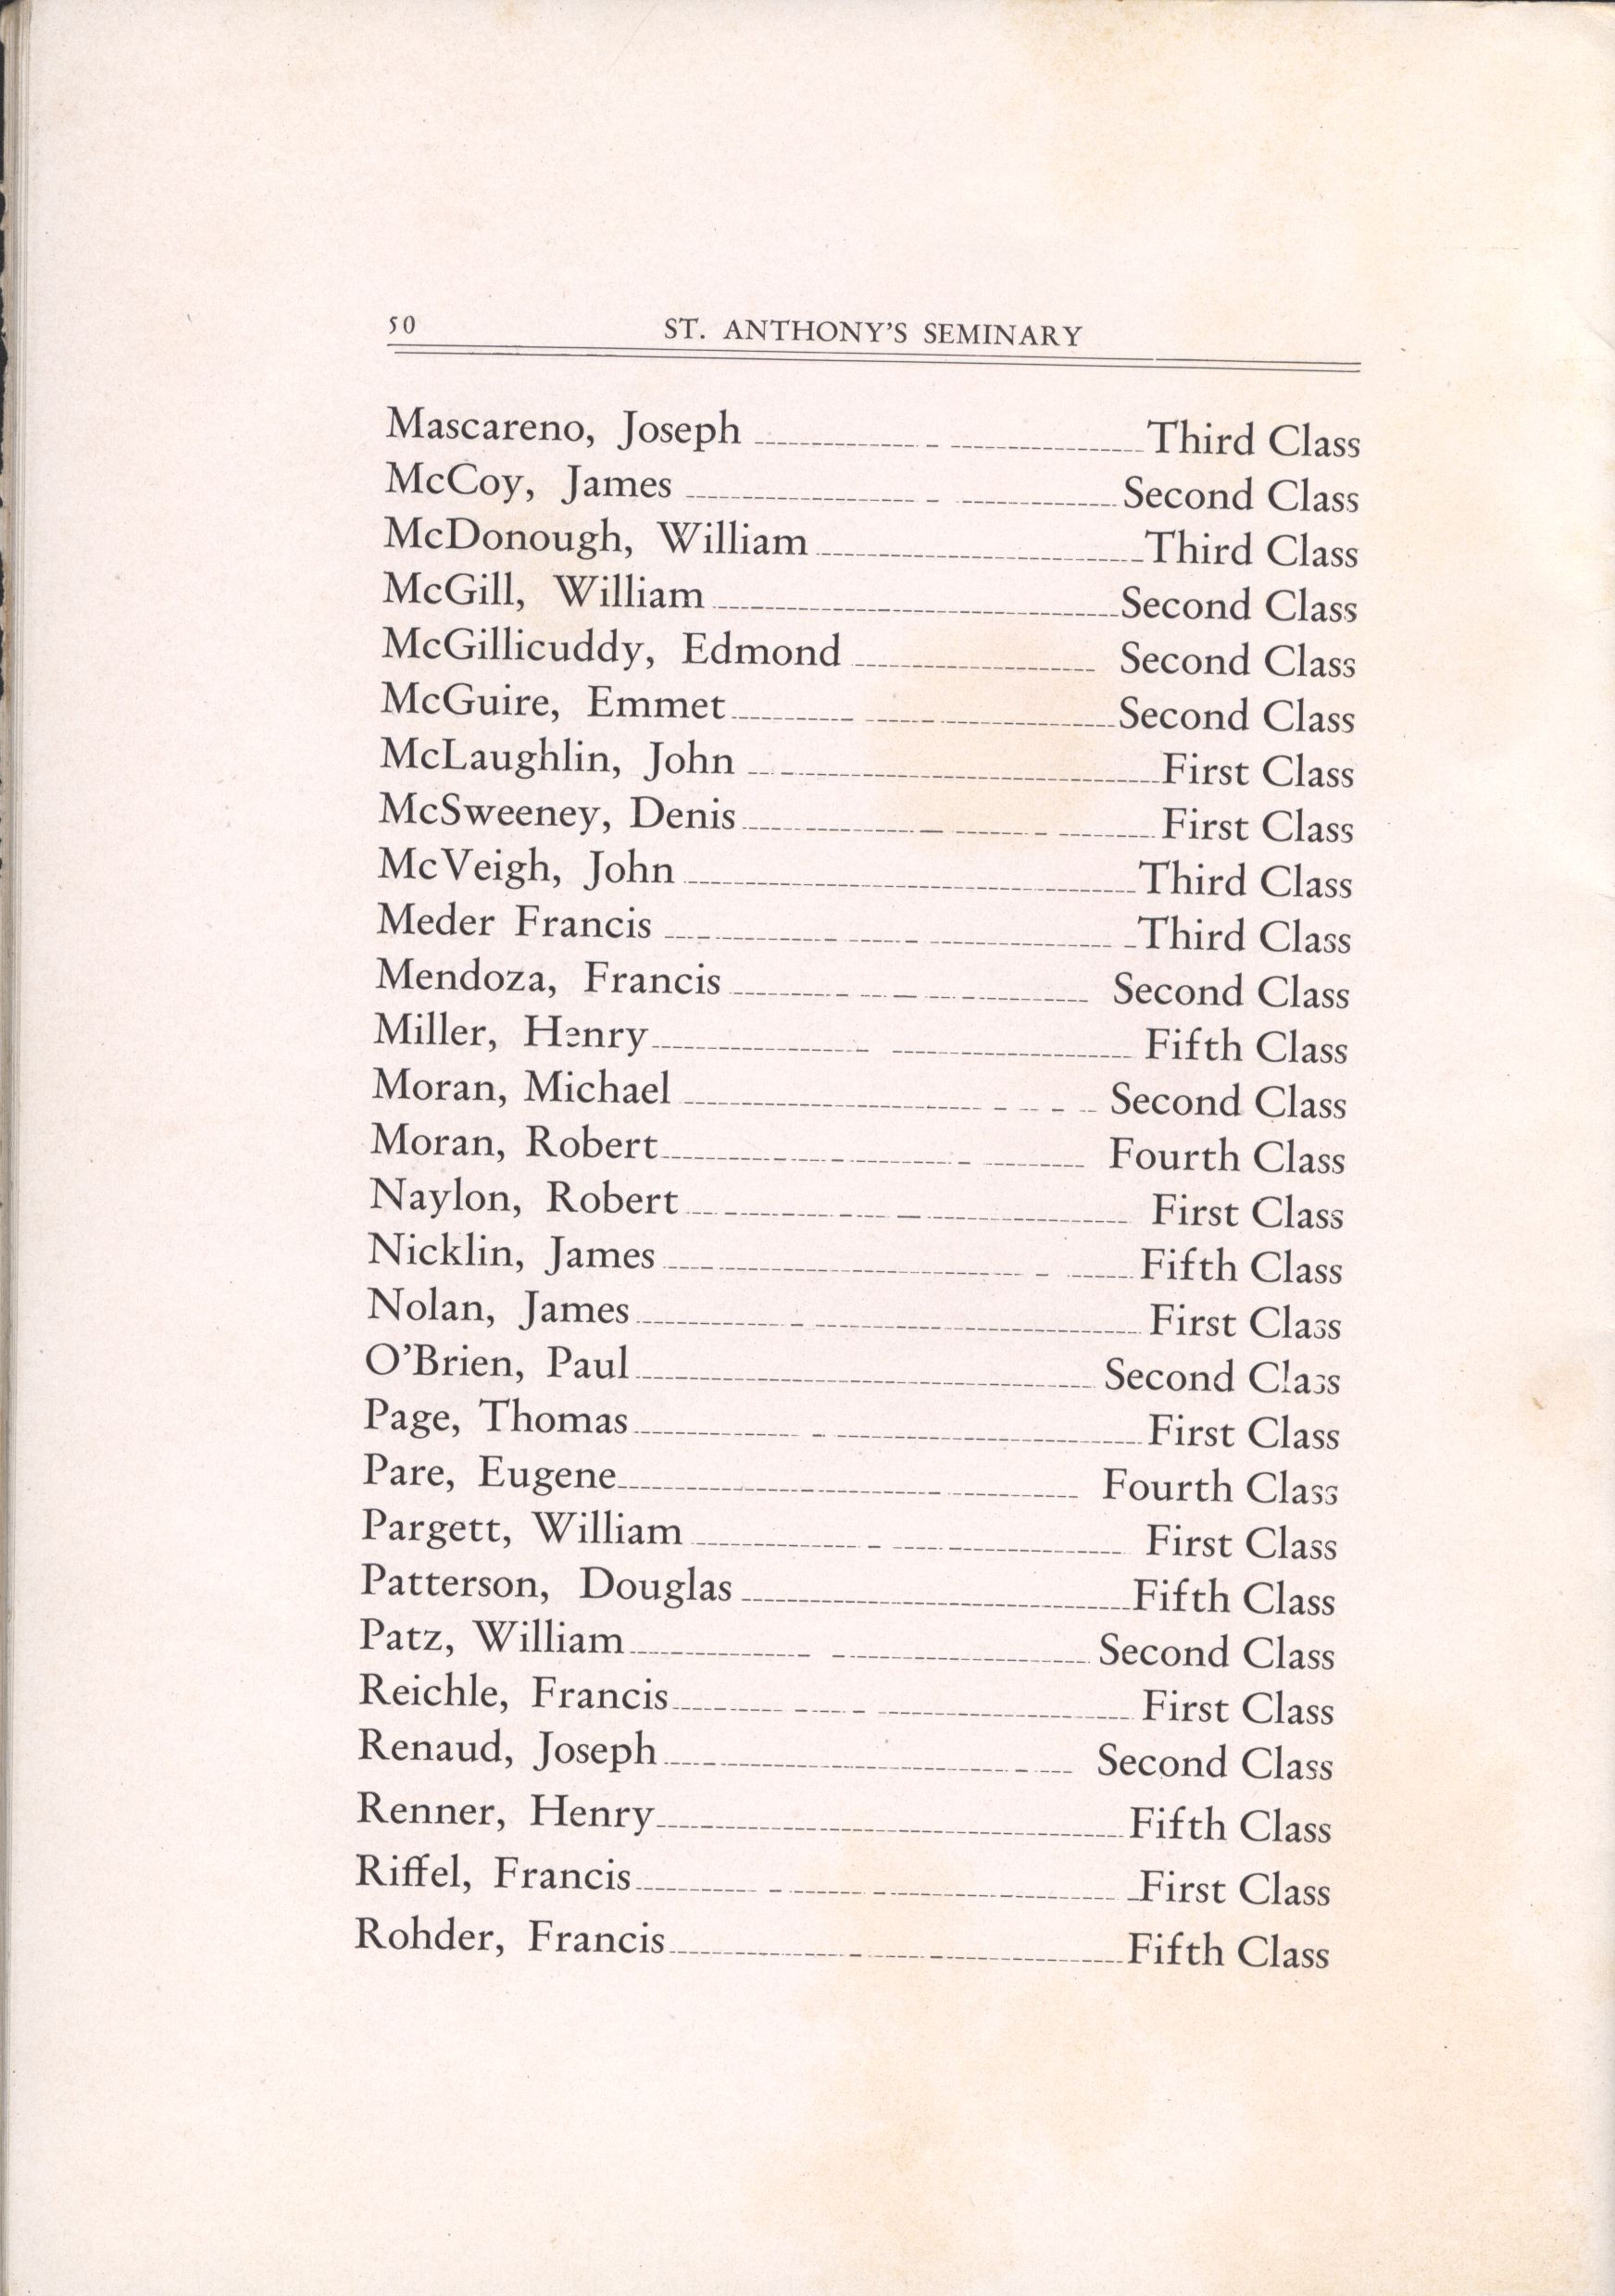 50 ST. ANTHONY'S SEMINARY
Mascareno, Joseph Third Class
McCoy, James Second Class
McDonough, William Third Class
McGill, William Second Class
McGillicuddy, Edmond Second Class
McGuire, Emmet Second Class
McLaughlin, John First Class
McSweeney, Denis First Class
McVeigh, John Third Class
Meder Francis Third Class
Mendoza, Francis Second Class
Miller, Henry Fifth Class
Moran, Michael Second Class
Moran, Robert Fourth Class
Naylon, Robert First Class
Nicklin, James Fifth Class
Nolan, James First Class
O'Brien, Paul Second Class
Page, Thomas First Class
Pare, Eugene Fourth Class
Pargett, William First Class
Patterson, Douglas Fifth Class
Patz, William Second Class
Reichle, Francis First Class
Renaud, Joseph Second Class
Renner, Henry Fifth Class
Riffel, Francis First Class
Rohder, Francis Fifth Class